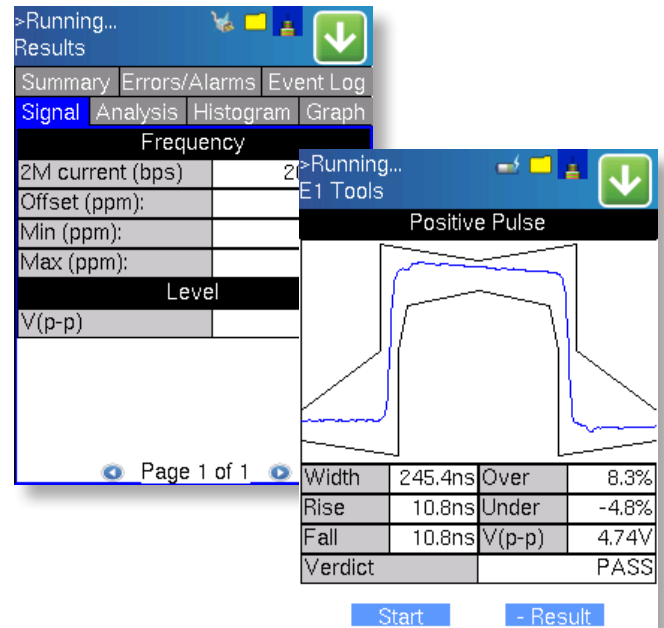 >Running...
Results
Summary Errors/Alarms Event Log
Signal Analysis Histogram Graph
Frequency
2M current (bps)
Offset (ppm):
Min (ppm):
Max (ppm):
Level
V(p-p)
Page 1 of 1
>Running...
E1 Tools
Positive Pulse
Width 245.4ns Over 8.3%
Rise 10.8ns Under -4.8%
Fall 10.8ns V(p-p) 4.74V
Verdict PASS
Start - Result